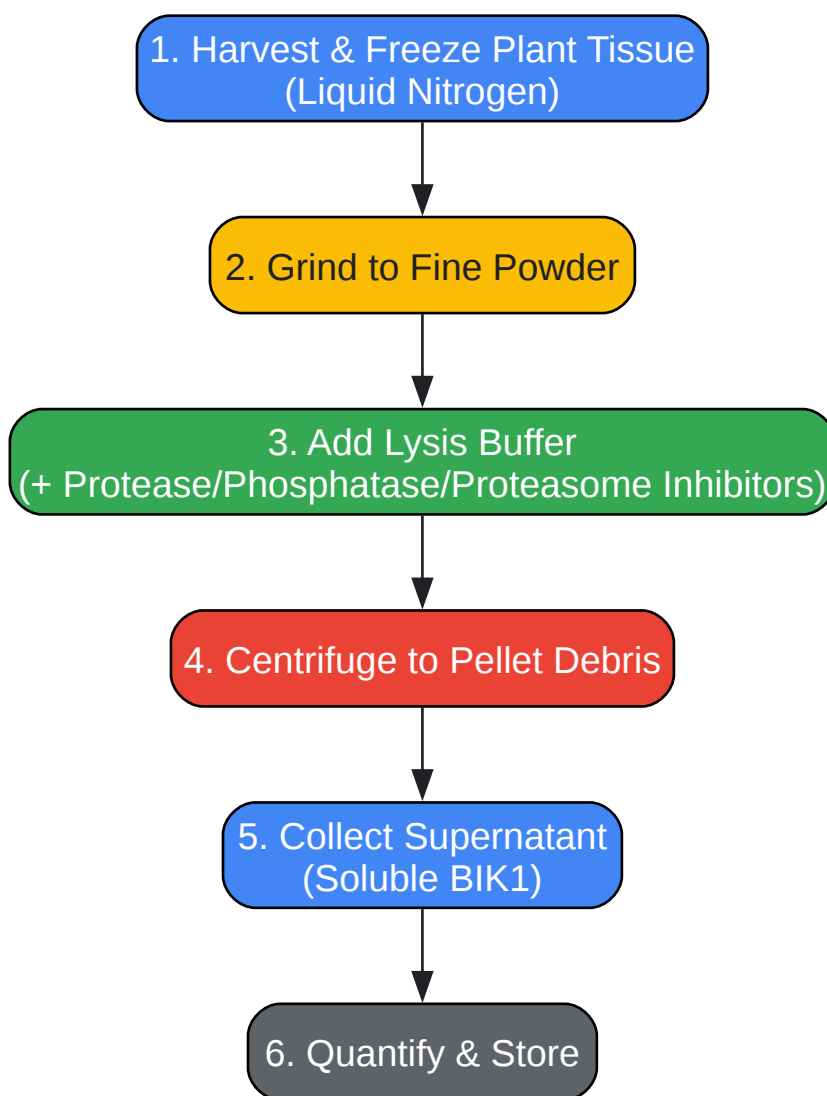 1. Harvest & Freeze Plant Tissue
(Liquid Nitrogen)
2. Grind to Fine Powder
3. Add Lysis Buffer
(+ Protease/Phosphatase/Proteasome Inhibitors)
4. Centrifuge to Pellet Debris
5. Collect Supernatant
(Soluble BIK1)
6. Quantify & Store